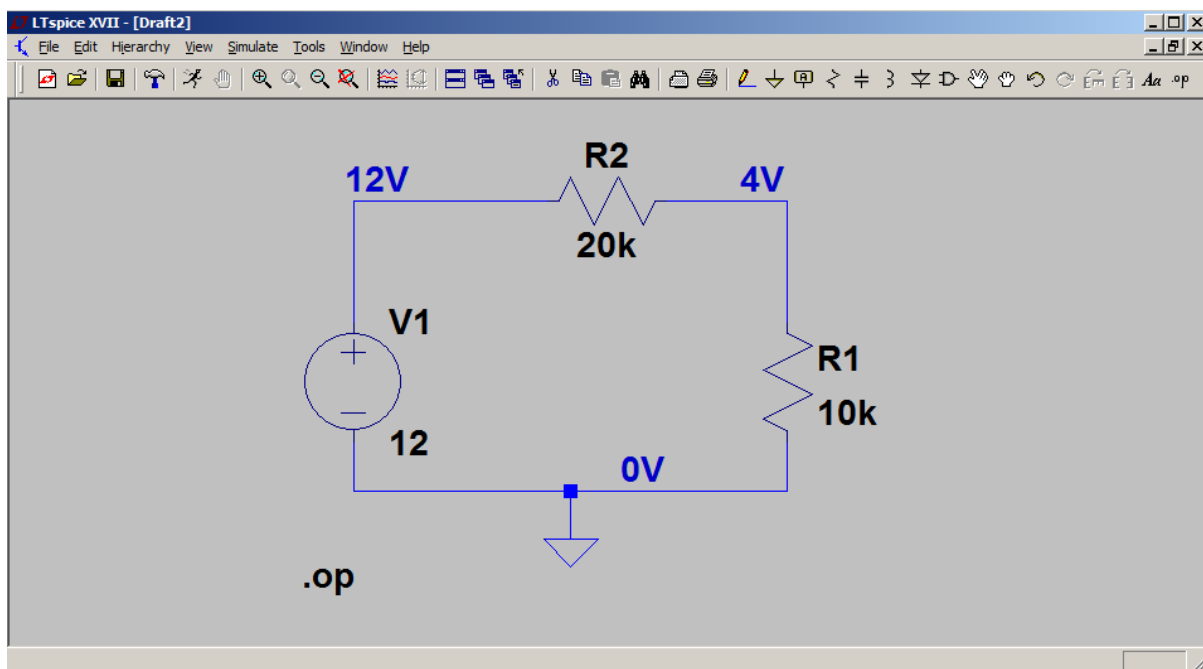 LTspice XVII - [Draft2]
File Edit Hierarchy View Simulate Tools Window Help
Aa .op
R2
12V
4V
20k
V1
R1
10k
12
0V
.op